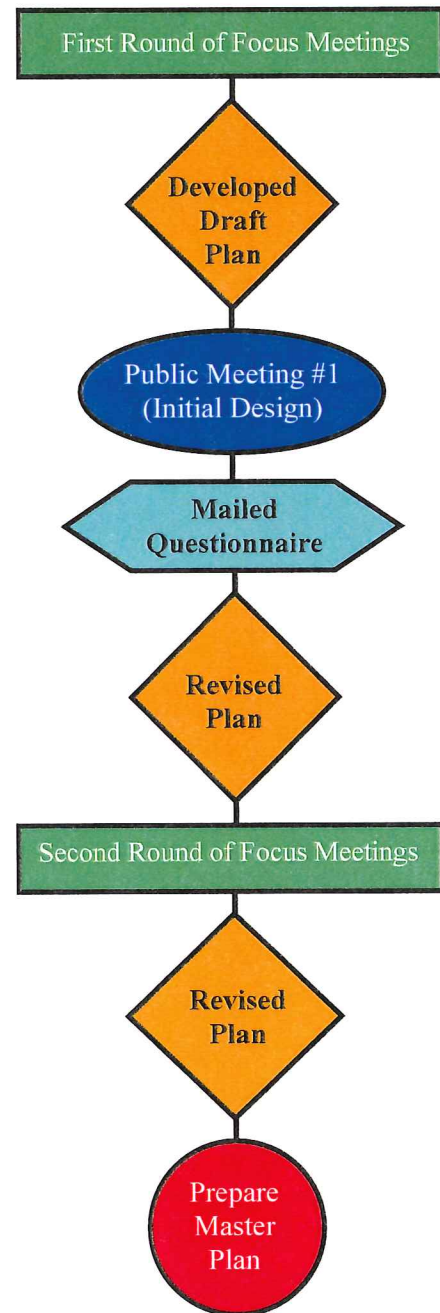 First Round of Focus Meetings
Developed
Draft
Plan
Public Meeting #1
(Initial Design)
Mailed
Questionnaire
Revised
Plan
Second Round of Focus Meetings
Revised
Plan
Prepare
Master
Plan